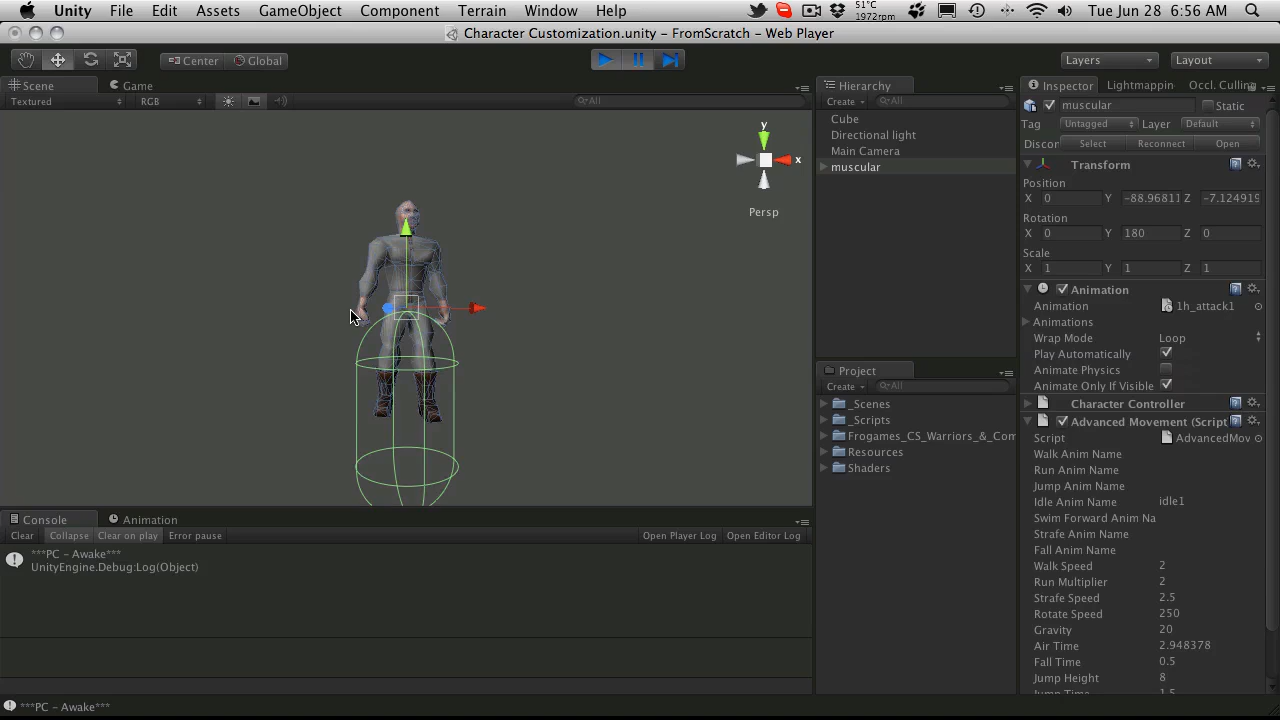 Unity File Edit Assets GameObject Component Terrain Window Help 51°C 1972rpm Tue Jun 28 6:56 AM
Character Customization.unity – FromScratch – Web Player
Center Global Layers Layout
Scene Game
Textured RGB All
y
x
Persp
Hierarchy
Create All
Cube
Directional light
Main Camera
muscular
Project
Create All
_Scenes
_Scripts
Frogames_CS_Warriors_&_Com
Resources
Shaders
Inspector Lightmappin Occl. Culling
muscular Static
Tag Untagged Layer Default
Discon Select Reconnect Open
Transform
Position
X 0 Y -88.96811 Z -7.124919
Rotation
X 0 Y 180 Z 0
Scale
X 1 Y 1 Z 1
Animation
Animation 1h_attack1
Animations
Wrap Mode Loop
Play Automatically
Animate Physics
Animate Only If Visible
Character Controller
Advanced Movement (Script
Script AdvancedMov
Walk Anim Name
Run Anim Name
Jump Anim Name
Idle Anim Name idle1
Swim Forward Anim Na
Strafe Anim Name
Fall Anim Name
Walk Speed 2
Run Multiplier 2
Strafe Speed 2.5
Rotate Speed 250
Gravity 20
Air Time 2.948378
Fall Time 0.5
Jump Height 8
Jump Time 1.5
Console Animation
Clear Collapse Clear on play Error pause Open Player Log Open Editor Log
***PC – Awake***
UnityEngine.Debug:Log(Object)
***PC – Awake***